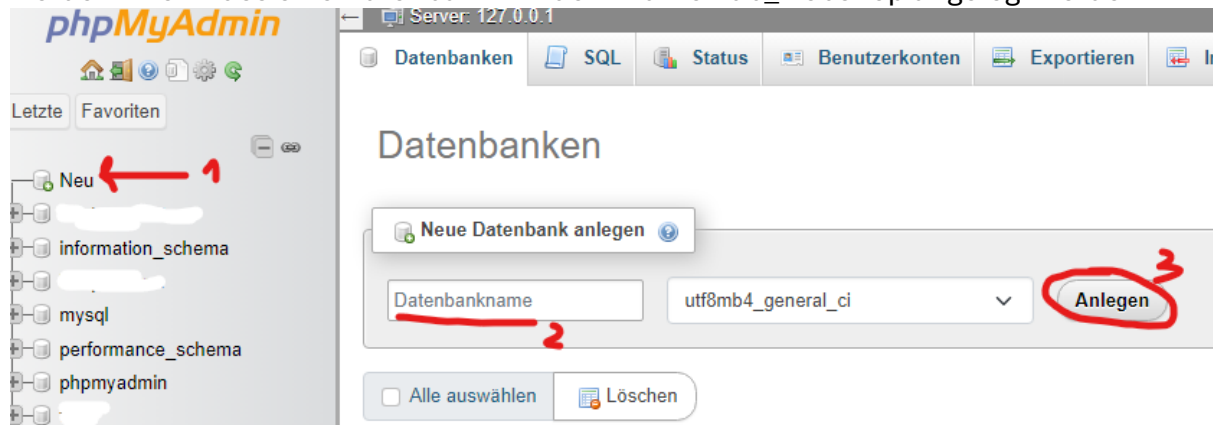 phpMyAdmin
Letzte Favoriten
Neu 1
information_schema
mysql
performance_schema
phpmyadmin
Server: 127.0.0.1
Datenbanken SQL Status Benutzerkonten Exportieren
Datenbanken
Neue Datenbank anlegen
Datenbankname utf8mb4_general_ci Anlegen 3
2
Alle auswählen Löschen